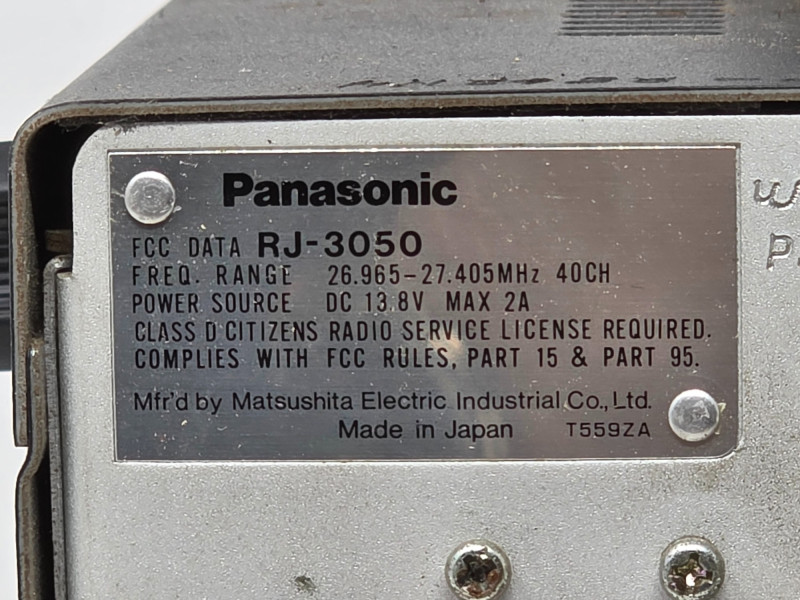 Panasonic
FCC DATA RJ-3050
FREQ. RANGE 26.965-27.405MHz 40CH
POWER SOURCE DC 13.8V MAX 2A
CLASS D CITIZENS RADIO SERVICE LICENSE REQUIRED.
COMPLIES WITH FCC RULES, PART 15 & PART 95.
Mfr'd by Matsushita Electric Industrial Co., Ltd.
Made in Japan T559ZA